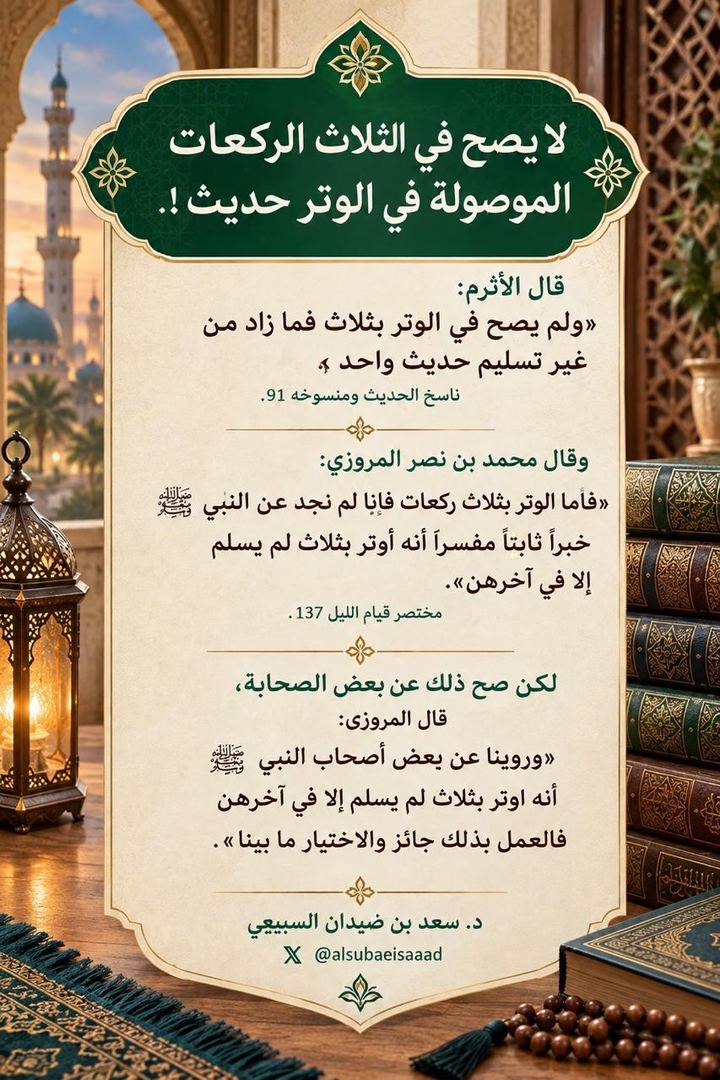 لا يصح في الثلاث الركعات
الموصولة في الوتر حديث !.
قال الأثرم:
«ولم يصح في الوتر بثلاث فما زاد من
غير تسليم حديث واحد»
ناسخ الحديث ومنسوخه 91.
وقال محمد بن نصر المروزي:
«فأما الوتر بثلاث ركعات فإنا لم نجد عن النبي ﷺ
خبراً ثابتاً مفسراً أنه أوتر بثلاث لم يسلم
إلا في آخرهن».
مختصر قيام الليل 137.
لكن صح ذلك عن بعض الصحابة،
قال المروزى:
«وروينا عن يعض أصحاب النبي ﷺ
أنه اوتر بثلاث لم يسلم إلا في آخرهن
فالعمل بذلك جائز والاختيار ما بينا».
د. سعد بن ضيدان السبيعي
𝕏 @alsubaeisaaad